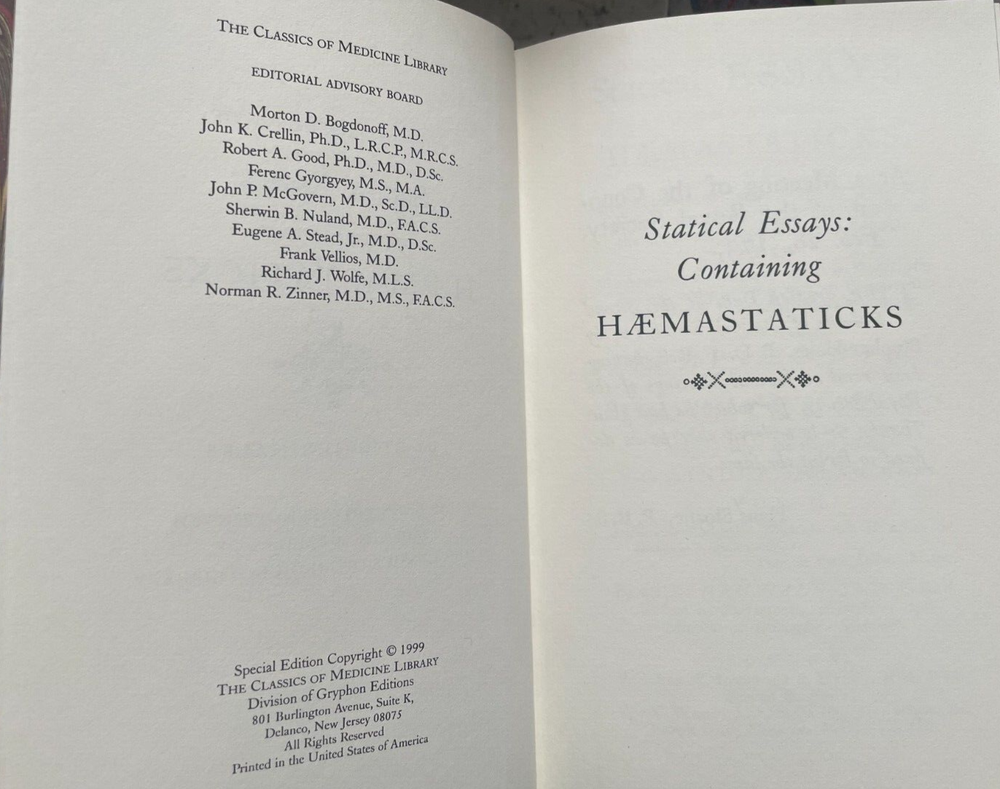 THE CLASSICS OF MEDICINE LIBRARY
EDITORIAL ADVISORY BOARD
Morton D. Bogdonoff, M.D.
John K. Crellin, Ph.D., L.R.C.P., M.R.C.S.
Robert A. Good, Ph.D., M.D., D.Sc.
Ferenc Gyorgyey, M.S., M.A.
John P. McGovern, M.D., Sc.D., LL.D.
Sherwin B. Nuland, M.D., F.A.C.S.
Eugene A. Stead, Jr., M.D., D.Sc.
Frank Vellios, M.D.
Richard J. Wolfe, M.L.S.
Norman R. Zinner, M.D., M.S., F.A.C.S.
Special Edition Copyright © 1999
THE CLASSICS OF MEDICINE LIBRARY
Division of Gryphon Editions
801 Burlington Avenue, Suite K,
Delanco, New Jersey 08075
All Rights Reserved
Printed in the United States of America
Statical Essays:
Containing
HÆMASTATICKS